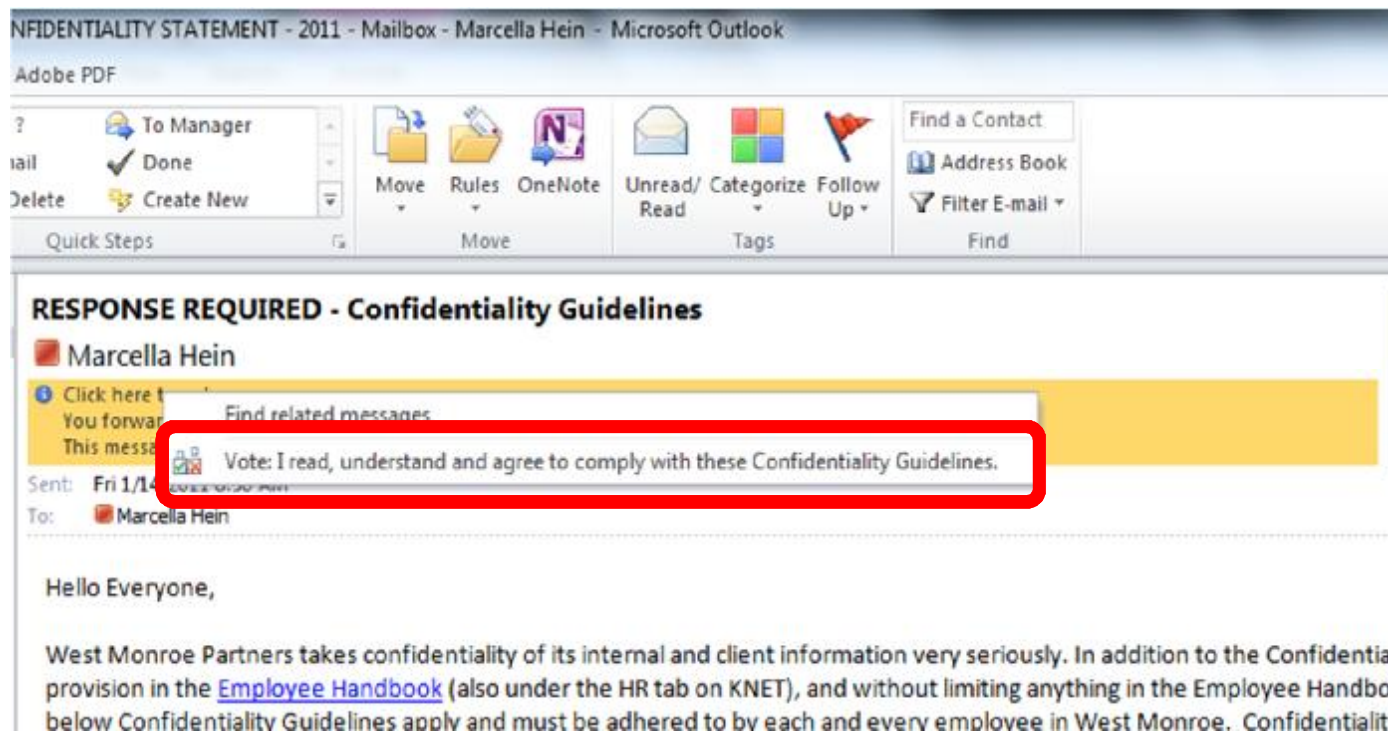 NFIDENTIALITY STATEMENT - 2011 - Mailbox - Marcella Hein - Microsoft Outlook
Adobe PDF
? To Manager Find a Contact
ail Done Address Book
Delete Create New Move Rules OneNote Unread/ Read Categorize Follow Up Filter E-mail
Quick Steps Move Tags Find
RESPONSE REQUIRED - Confidentiality Guidelines
Marcella Hein
Click here t
You forwar Find related messages
This messa Vote: I read, understand and agree to comply with these Confidentiality Guidelines.
Sent: Fri 1/14
To: Marcella Hein
Hello Everyone,
West Monroe Partners takes confidentiality of its internal and client information very seriously. In addition to the Confidentia
provision in the Employee Handbook (also under the HR tab on KNET), and without limiting anything in the Employee Handbo
below Confidentiality Guidelines apply and must be adhered to by each and every employee in West Monroe. Confidentialit